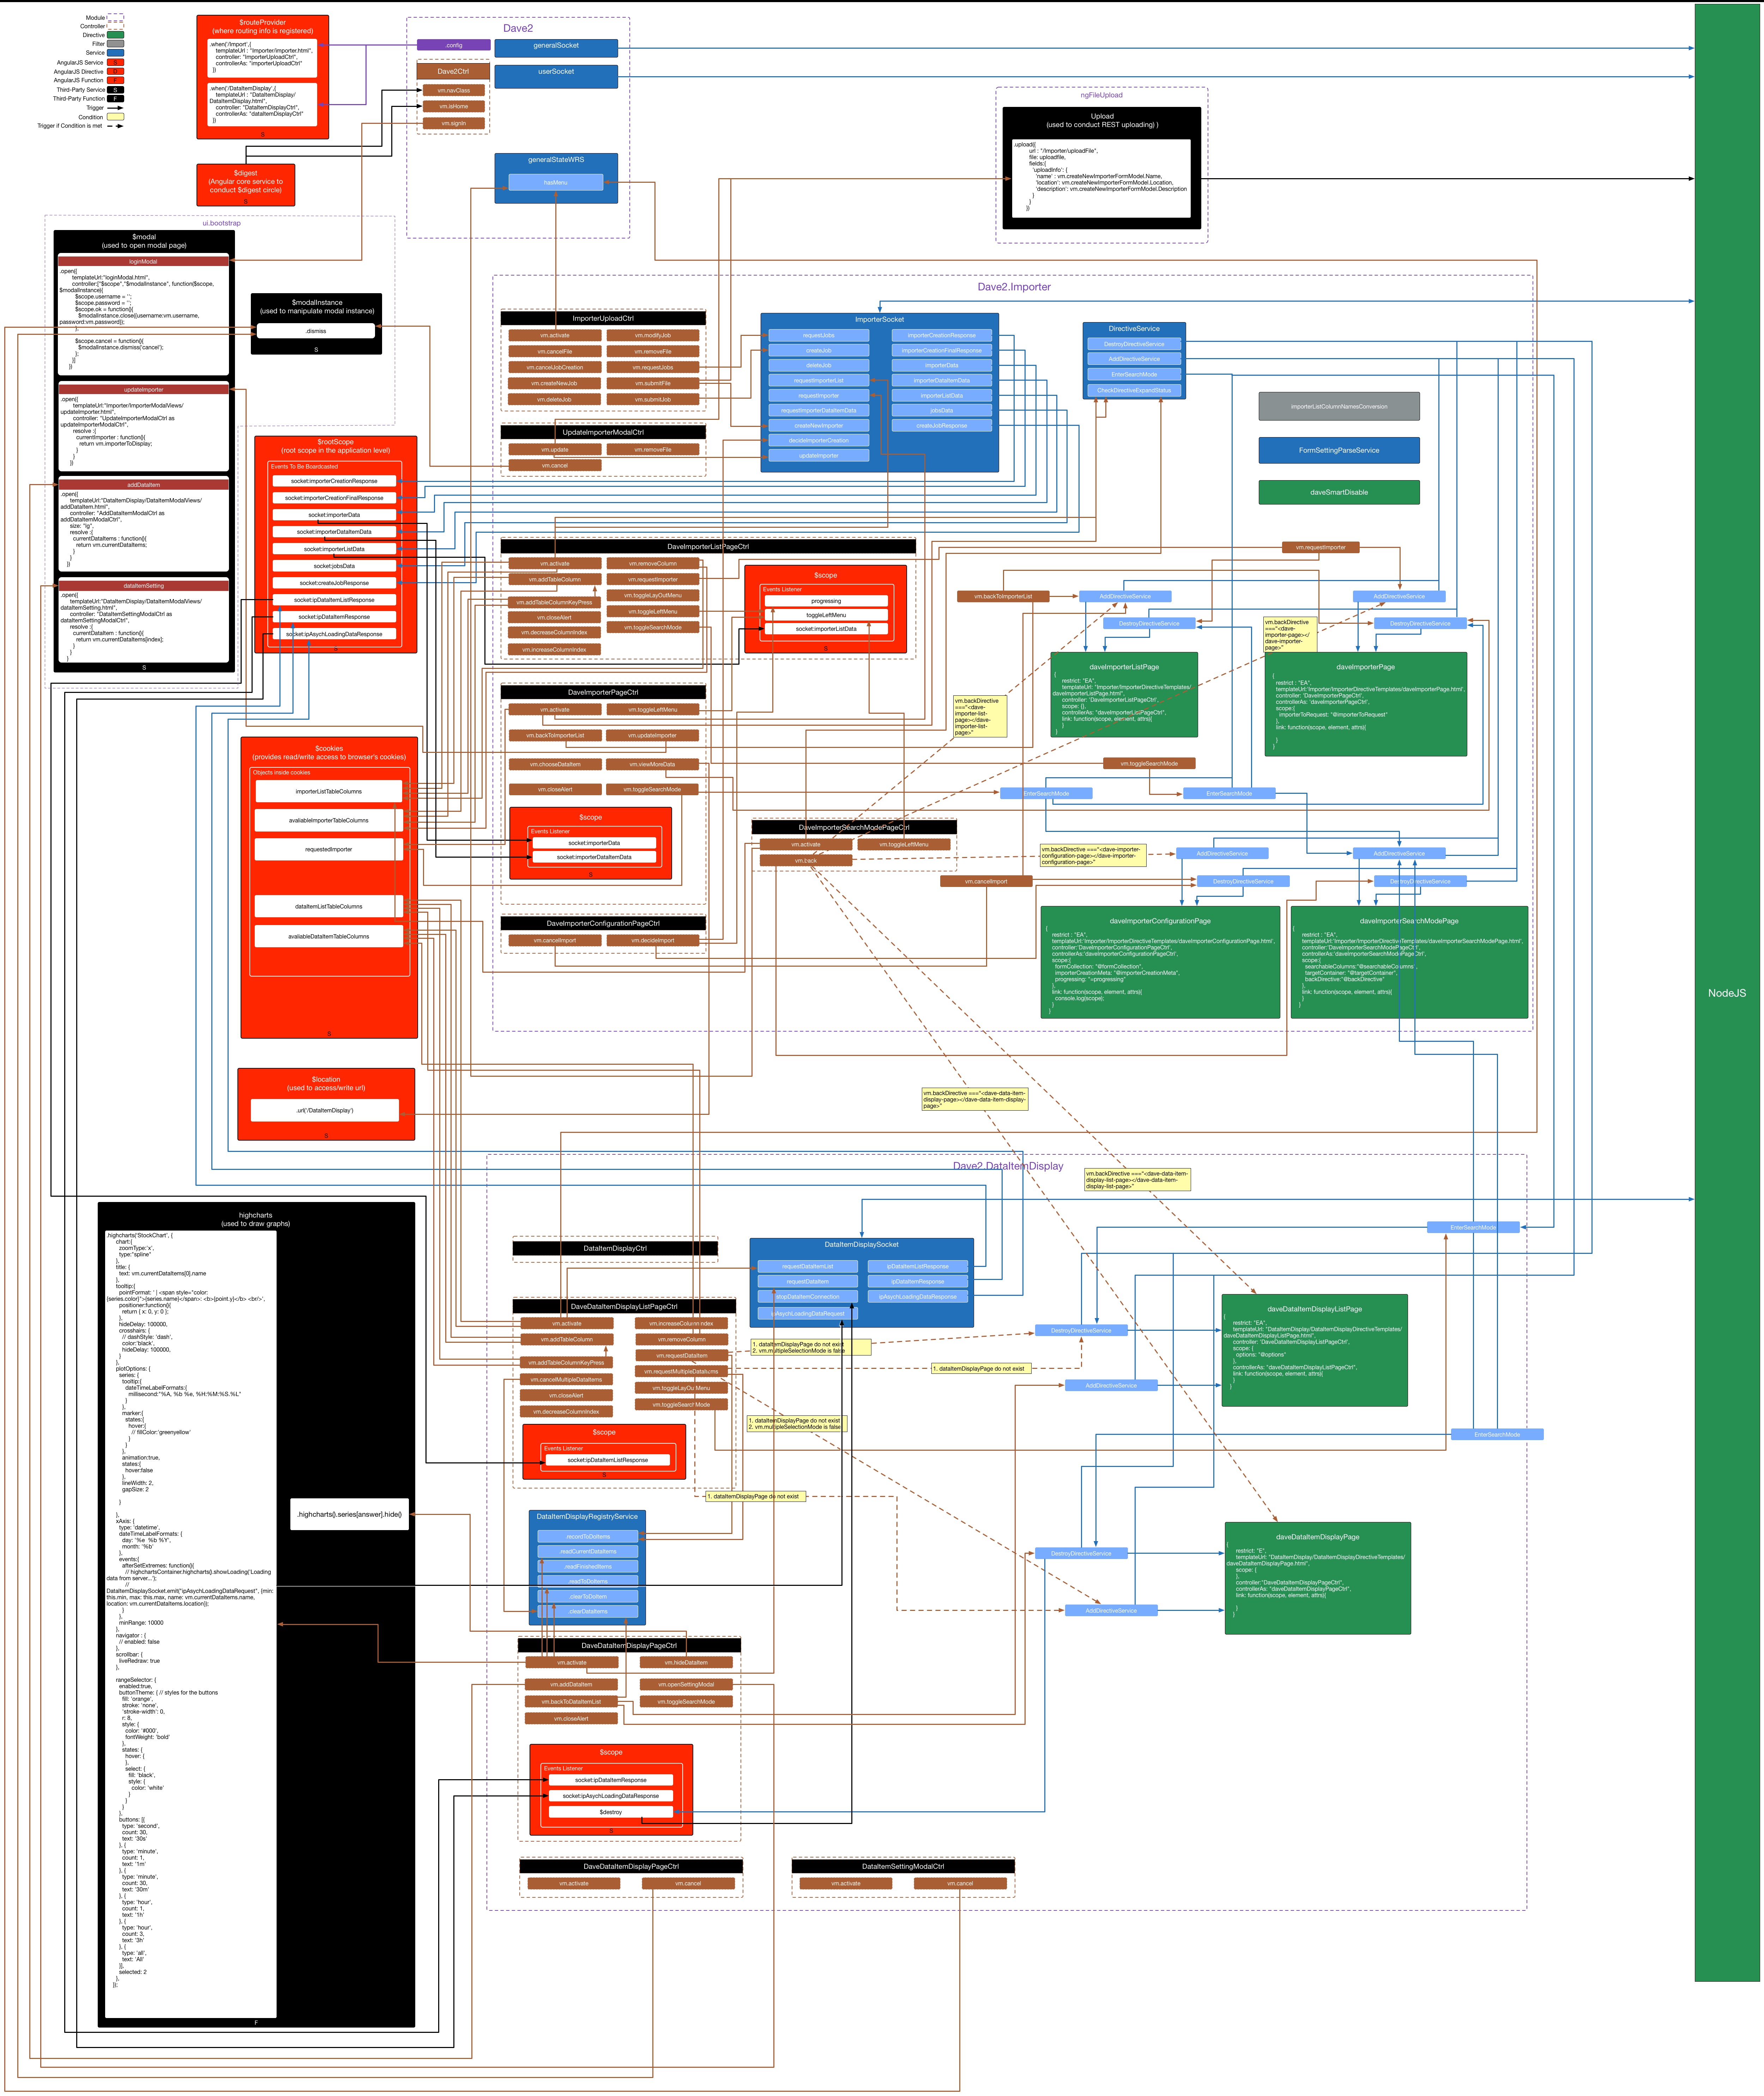 Module
Controller
Directive
Filter
Service
AngularJS Service
S
AngularJS Directive
D
AngularJS Function
F
Third-Party Service
S
Third-Party Function
F
Trigger
Condition
Trigger if Condition is met
$routeProvider
(where routing info is registered)
.when('/Import',{
templateUrl : "Importer/importer.html",
controller: "ImporterUploadCtrl",
controllerAs: "importerUploadCtrl"
})
.when('/DataItemDisplay',{
templateUrl : "DataItemDisplay/
DataItemDisplay.html",
controller: "DataItemDisplayCtrl",
controllerAs: "dataItemDisplayCtrl"
})
S
$digest
(Angular core service to
conduct $digest circle)
S
Dave2
.config
Dave2Ctrl
vm.navClass
vm.isHome
vm.signIn
generalSocket
userSocket
generalStateWRS
hasMenu
ngFileUpload
Upload
(used to conduct REST uploading) )
.upload({
url : "/Importer/uploadFile",
file: uploadfile,
fields:{
'uploadInfo': {
'name' : vm.createNewImporterFormModel.Name,
'location': vm.createNewImporterFormModel.Location,
'description': vm.createNewImporterFormModel.Description
}
}
})
NodeJS
ui.bootstrap
$modal
(used to open modal page)
loginModal
.open({
templateUrl:"loginModal.html",
controller:["$scope","$modalInstance", function($scope,
$modalInstance){
$scope.username = '';
$scope.password = '';
$scope.ok = function(){
$modalInstance.close({username:vm.username,
password:vm.password});
};
$scope.cancel = function(){
$modalInstance.dismiss('cancel');
};
}]
})
updateImporter
.open({
templateUrl:"Importer/ImporterModalViews/
updateImporter.html",
controller: "UpdateImporterModalCtrl as
updateImporterModalCtrl",
resolve :{
currentImporter : function(){
return vm.importerToDisplay;
}
}
})
addDataItem
.open({
templateUrl:"DataItemDisplay/DataItemModalViews/
addDataItem.html",
controller: "AddDataItemModalCtrl as
addDataItemModalCtrl",
size: "lg",
resolve :{
currentDataItems : function(){
return vm.currentDataItems;
}
}
})
dataItemSetting
.open({
templateUrl:"DataItemDisplay/DataItemModalViews/
dataItemSetting.html",
controller: "DataItemSettingModalCtrl as
dataItemSettingModalCtrl",
resolve :{
currentDataItem : function(){
return vm.currentDataItems[index];
}
}
})
S
$modalInstance
(used to manipulate modal instance)
.dismiss
S
$rootScope
(root scope in the application level)
Events To Be Boardcasted
socket:importerCreationResponse
socket:importerCreationFinalResponse
socket:importerData
socket:importerDataItemData
socket:importerListData
socket:jobsData
socket:createJobResponse
socket:ipDataItemListResponse
socket:ipDataItemResponse
socket:ipAsychLoadingDataResponse
S
$cookies
(provides read/write access to browser's cookies)
Objects inside cookies
importerListTableColumns
avaliableImporterTableColumns
requestedImporter
dataItemListTableColumns
avaliableDataItemTableColumns
S
$location
(used to access/write url)
.url('/DataItemDisplay')
S
Dave2.Importer
ImporterUploadCtrl
vm.activate
vm.modifyJob
vm.cancelFile
vm.removeFile
vm.cancelJobCreation
vm.requestJobs
vm.createNewJob
vm.submitFile
vm.deleteJob
vm.submitJob
UpdateImporterModalCtrl
vm.update
vm.removeFile
vm.cancel
ImporterSocket
requestJobs
importerCreationResponse
createJob
importerCreationFinalResponse
deleteJob
importerData
requestImporterList
importerDataItemData
requestImporter
importerListData
requestImporterDataItemData
jobsData
createNewImporter
createJobResponse
decideImporterCreation
updateImporter
DirectiveService
DestroyDirectiveService
AddDirectiveService
EnterSearchMode
CheckDirectiveExpandStatus
importerListColumnNamesConversion
FormSettingParseService
daveSmartDisable
DaveImporterListPageCtrl
vm.activate
vm.removeColumn
vm.addTableColumn
vm.requestImporter
vm.toggleLayOutMenu
vm.addTableColumnKeyPress
vm.toggleLeftMenu
vm.closeAlert
vm.toggleSearchMode
vm.decreaseColumnIndex
vm.increaseColumnIndex
$scope
Events Listener
progressing
toggleLeftMenu
socket:importerListData
S
vm.requestImporter
vm.backToImporterList
AddDirectiveService
AddDirectiveService
DestroyDirectiveService
DestroyDirectiveService
vm.backDirective
==="<dave-
importer-page></
dave-importer-
page>"
daveImporterListPage
{
restrict: "EA",
templateUrl: "Importer/ImporterDirectiveTemplates/
daveImporterListPage.html",
controller: 'DaveImporterListPageCtrl',
scope: {},
controllerAs: "daveImporterListPageCtrl",
link: function(scope, element, attrs){
}
}
daveImporterPage
{
restrict : "EA",
templateUrl:'Importer/ImporterDirectiveTemplates/daveImporterPage.html',
controller: 'DaveImporterPageCtrl',
controllerAs: 'daveImporterPageCtrl',
scope:{
importerToRequest: "@importerToRequest"
},
link: function(scope, element, attrs){
}
}
DaveImporterPageCtrl
vm.activate
vm.toggleLeftMenu
vm.backToImporterList
vm.updateImporter
vm.chooseDataItem
vm.viewMoreData
vm.closeAlert
vm.toggleSearchMode
$scope
Events Listener
socket:importerData
socket:importerDataItemData
S
vm.backDirective
==="<dave-
importer-list-
page></dave-
importer-list-
page>"
vm.toggleSearchMode
EnterSearchMode
EnterSearchMode
DaveImporterSearchModePageCtrl
vm.activate
vm.toggleLeftMenu
vm.back
vm.backDirective ==="<dave-importer-
configuration-page></dave-importer-
configuration-page>"
AddDirectiveService
AddDirectiveService
vm.cancelImport
DestroyDirectiveService
DestroyDirectiveService
DaveImporterConfigurationPageCtrl
vm.cancelImport
vm.decideImport
daveImporterConfigurationPage
{
restrict : "EA",
templateUrl:'Importer/ImporterDirectiveTemplates/daveImporterConfigurationPage.html',
controller: 'DaveImporterConfigurationPageCtrl',
controllerAs:'daveImporterConfigurationPageCtrl',
scope:{
formCollection: "@formCollection",
importerCreationMeta: "@importerCreationMeta",
progressing: "=progressing"
},
link: function(scope, element, attrs){
console.log(scope);
}
}
daveImporterSearchModePage
{
restrict : "EA",
templateUrl:'Importer/ImporterDirectiveTemplates/daveImporterSearchModePage.html',
controller:'DaveImporterSearchModePageCtrl',
controllerAs:'daveImporterSearchModePageCtrl',
scope:{
searchableColumns:"@searchableColumns",
targetContainer: "@targetContainer",
backDirective:"@backDirective"
},
link: function(scope, element, attrs){
}
}
vm.backDirective ==="<dave-data-item-
display-page></dave-data-item-display-
page>"
vm.backDirective ==="<dave-data-item-
display-list-page></dave-data-item-
display-list-page>"
Dave2.DataItemDisplay
highcharts
(used to draw graphs)
.highcharts('StockChart', {
chart:{
zoomType:'x',
type:"spline"
},
title: {
text: vm.currentDataItems[0].name
},
tooltip:{
pointFormat: ' | <span style="color:
{series.color}">{series.name}</span>: <b>{point.y}</b> <br/>',
positioner:function(){
return { x: 0, y: 0 };
},
hideDelay: 100000,
crosshairs: {
// dashStyle: 'dash',
color: 'black',
hideDelay: 100000,
}
},
plotOptions: {
series: {
tooltip:{
dateTimeLabelFormats:{
millisecond:"%A, %b %e, %H:%M:%S.%L"
}
},
marker:{
states:{
hover:{
// fillColor:'greenyellow'
}
}
},
animation:true,
states:{
hover:false
},
lineWidth: 2,
gapSize: 2
}
},
xAxis: {
type: 'datetime',
dateTimeLabelFormats: {
day: "%e %b %Y",
month: '%b'
},
events:{
afterSetExtremes: function(){
// highchartsContainer.highcharts().showLoading('Loading
data from server...');
//
DataItemDisplaySocket.emit("ipAsychLoadingDataRequest", {min:
this.min, max: this.max, name: vm.currentDataItems.name,
location: vm.currentDataItems.location});
}
},
minRange: 10000
},
navigator : {
// enabled: false
},
scrollbar: {
liveRedraw: true
},
rangeSelector: {
enabled:true,
buttonTheme: { // styles for the buttons
fill: 'orange',
stroke: 'none',
'stroke-width': 0,
r: 8,
style: {
color: '#000',
fontWeight: 'bold'
},
states: {
hover: {
},
select: {
fill: 'black',
style: {
color: 'white'
}
}
}
},
buttons: [{
type: 'second',
count: 30,
text: '30s'
}, {
type: 'minute',
count: 1,
text: '1m'
}, {
type: 'minute',
count: 30,
text: '30m'
}, {
type: 'hour',
count: 1,
text: '1h'
}, {
type: 'hour',
count: 3,
text: '3h'
}, {
type: 'all',
text: 'All'
}],
selected: 2
},
});
F
.highcharts().series[answer].hide()
DataItemDisplayCtrl
DataItemDisplaySocket
requestDataItemList
ipDataItemListResponse
requestDataItem
ipDataItemResponse
stopDataItemConnection
ipAsychLoadingDataResponse
ipAsychLoadingDataRequest
EnterSearchMode
DaveDataItemDisplayListPageCtrl
vm.activate
vm.increaseColumnIndex
vm.addTableColumn
vm.removeColumn
vm.requestDataItem
vm.addTableColumnKeyPress
vm.requestMultipleDataItems
vm.cancelMultipleDataItems
vm.toggleLayOutMenu
vm.closeAlert
vm.toggleSearchMode
vm.decreaseColumnIndex
$scope
Events Listener
socket:ipDataItemListResponse
S
1. dataItemDisplayPage do not exist
2. vm.multipleSelectionMode is false
1. dataItemDisplayPage do not exist
1. dataItemDisplayPage do not exist
2. vm.multipleSelectionMode is false
1. dataItemDisplayPage do not exist
DestroyDirectiveService
AddDirectiveService
daveDataItemDisplayListPage
{
restrict: "EA",
templateUrl: "DataItemDisplay/DataItemDisplayDirectiveTemplates/
daveDataItemDisplayListPage.html",
controller: 'DaveDataItemDisplayListPageCtrl',
scope: {
options: "@options"
},
controllerAs: "daveDataItemDisplayListPageCtrl",
link: function(scope, element, attrs){
}
}
EnterSearchMode
DataItemDisplayRegistryService
.recordToDoItems
.readCurrentDataItems
.readFinishedItems
.readToDoItems
.clearToDoItem
.clearDataItems
DestroyDirectiveService
AddDirectiveService
daveDataItemDisplayPage
{
restrict: "E",
templateUrl: "DataItemDisplay/DataItemDisplayDirectiveTemplates/
daveDataItemDisplayPage.html",
scope: {
},
controller:"DaveDataItemDisplayPageCtrl",
controllerAs: "daveDataItemDisplayPageCtrl",
link: function(scope, element, attrs){
}
}
DaveDataItemDisplayPageCtrl
vm.activate
vm.hideDataItem
vm.addDataItem
vm.openSettingModal
vm.backToDataItemList
vm.toggleSearchMode
vm.closeAlert
$scope
Events Listener
socket:ipDataItemResponse
socket:ipAsychLoadingDataResponse
$destroy
S
DaveDataItemDisplayPageCtrl
vm.activate
vm.cancel
DataItemSettingModalCtrl
vm.activate
vm.cancel